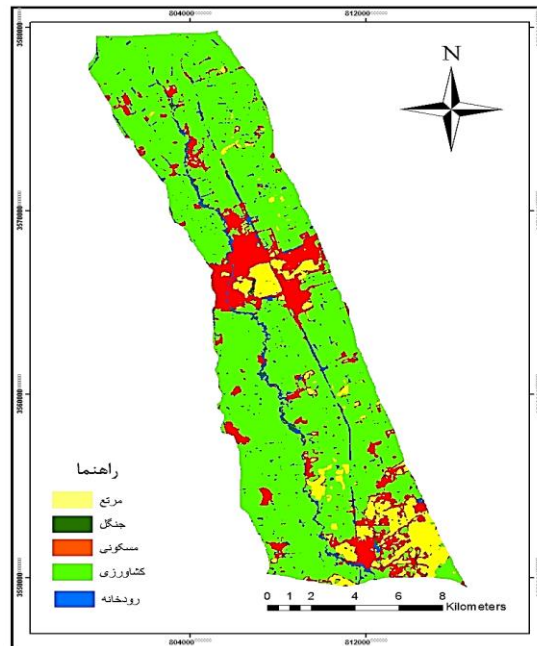 804000
812000
N
3580000
3570000
3560000
3550000
راهنما
مرتع
جنگل
مسکونی
کشاورزی
رودخانه
0 1 2 4 6 8
Kilometers
804000
812000